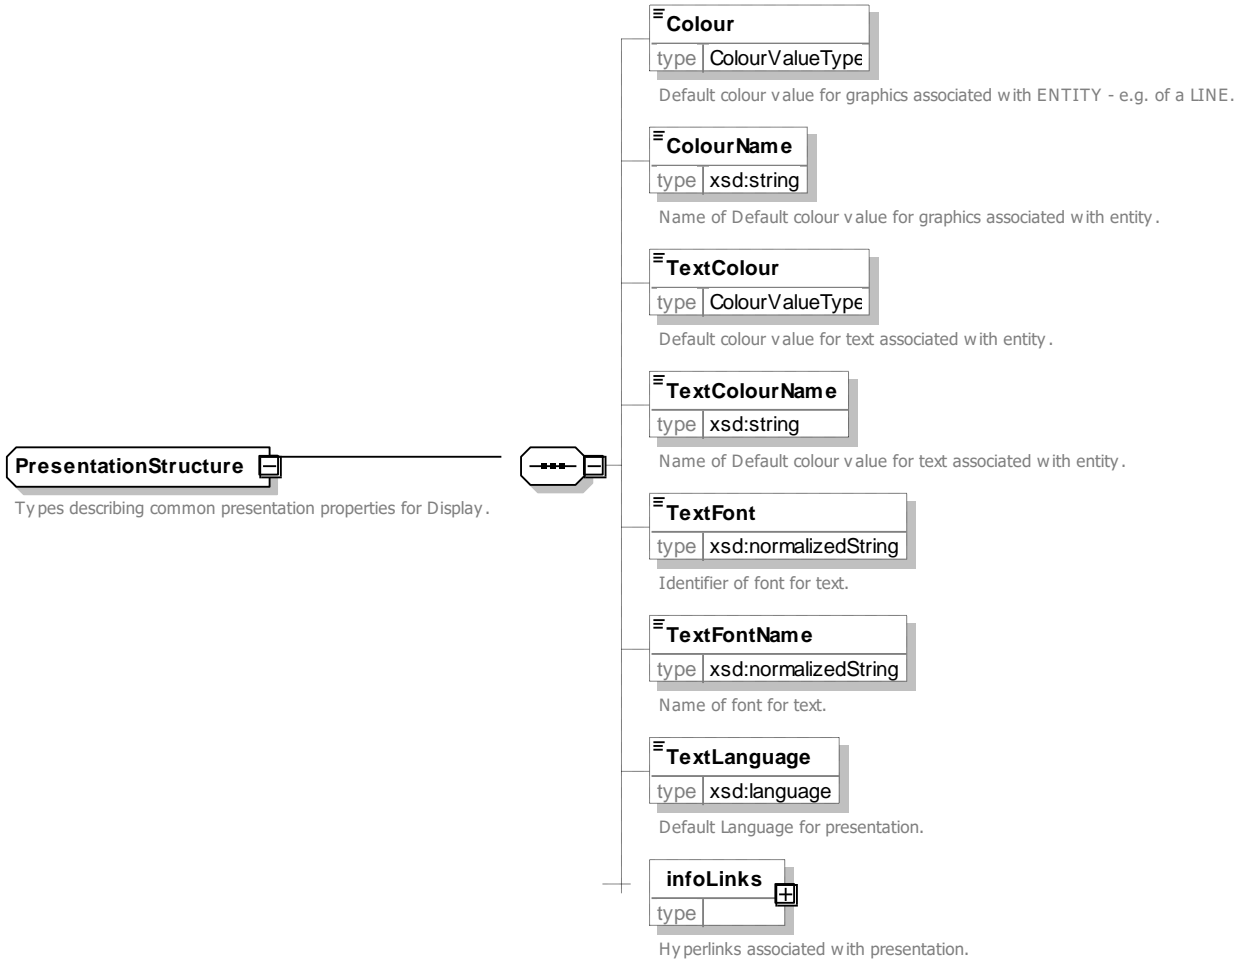 Colour
type ColourValueType
Default colour value for graphics associated with ENTITY - e.g. of a LINE.
ColourName
type xsd:string
Name of Default colour value for graphics associated with entity.
TextColour
type ColourValueType
Default colour value for text associated with entity.
TextColourName
type xsd:string
Name of Default colour value for text associated with entity.
PresentationStructure
Types describing common presentation properties for Display.
TextFont
type xsd:normalizedString
Identifier of font for text.
TextFontName
type xsd:normalizedString
Name of font for text.
TextLanguage
type xsd:language
Default Language for presentation.
infoLinks
type
Hyperlinks associated with presentation.